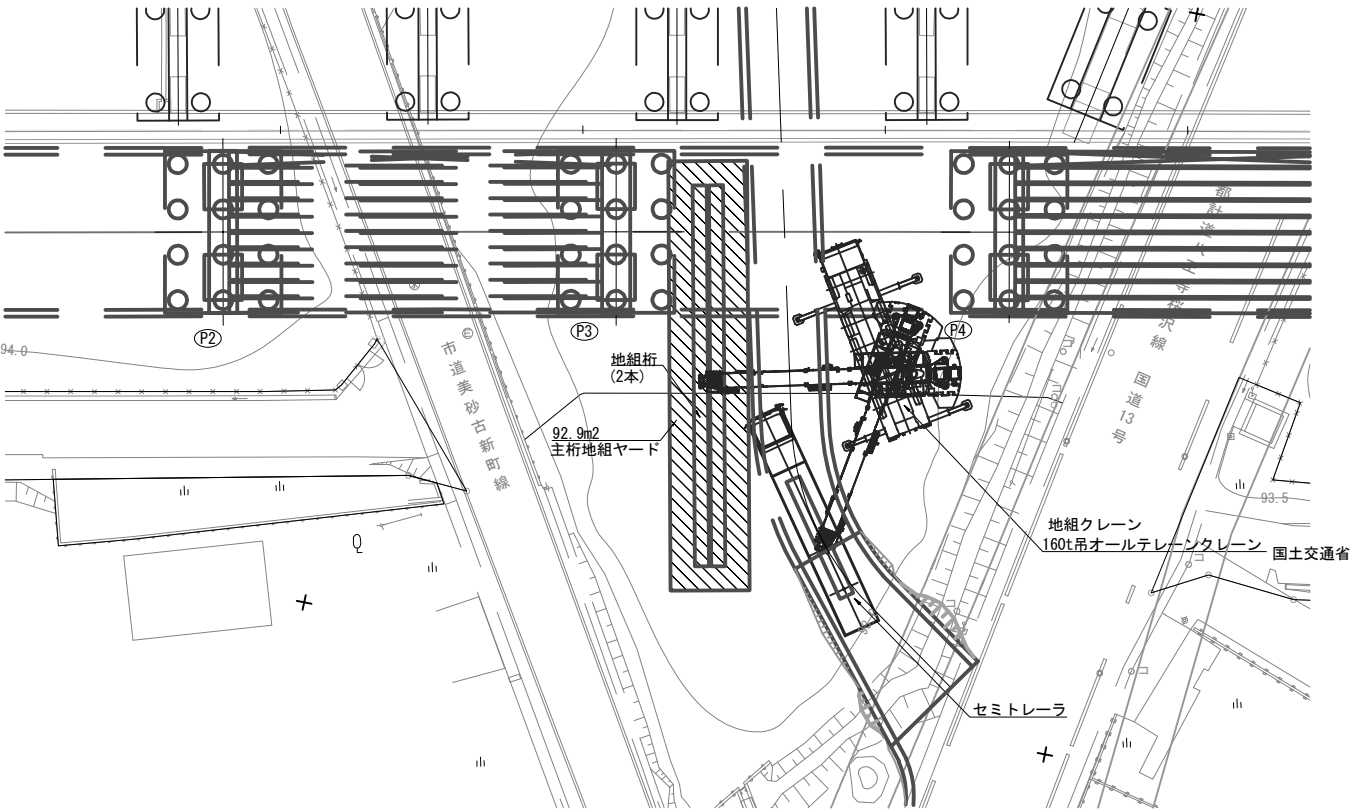 P2
P3
P4
94.0
市道美砂古新町線
地組桁
(2本)
92.9m2
主桁地組ヤード
国道13号
93.5
地組クレーン
160t吊オールテレーンクレーン
国土交通省
セミトレーラ
Q